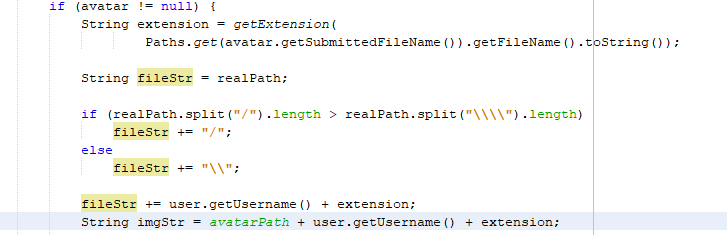 if (avatar != null) {
String extension = getExtension(
Paths.get(avatar.getSubmittedFileName()).getFileName().toString());
String fileStr = realPath;
if (realPath.split("/").length > realPath.split("\\\\").length)
fileStr += "/";
else
fileStr += "\\";
fileStr += user.getUsername() + extension;
String imgStr = avatarPath + user.getUsername() + extension;